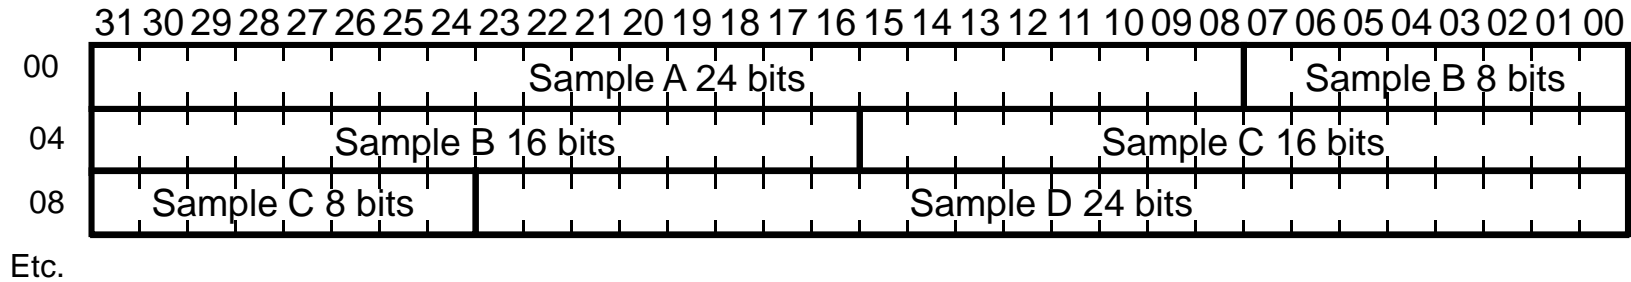 31 30 29 28 27 26 25 24 23 22 21 20 19 18 17 16 15 14 13 12 11 10 09 08 07 06 05 04 03 02 01 00
00 Sample A 24 bits Sample B 8 bits
04 Sample B 16 bits Sample C 16 bits
08 Sample C 8 bits Sample D 24 bits
Etc.